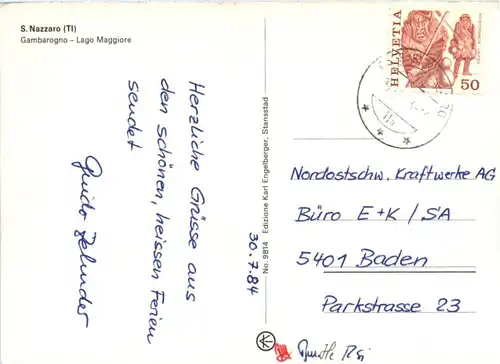 S. Nazzaro (TI)
Gambarogno – Lago Maggiore
Herzliche Grüsse aus
den schönen, heissen Ferien
sendet
Guido Zehnder
30.7.84
No. 9814 Edizione Karl Engelberger, Stansstad
HELVETIA
50
Nordostschw. Kraftwerke AG
Büro E+K / SA
5401 Baden
Parkstrasse 23